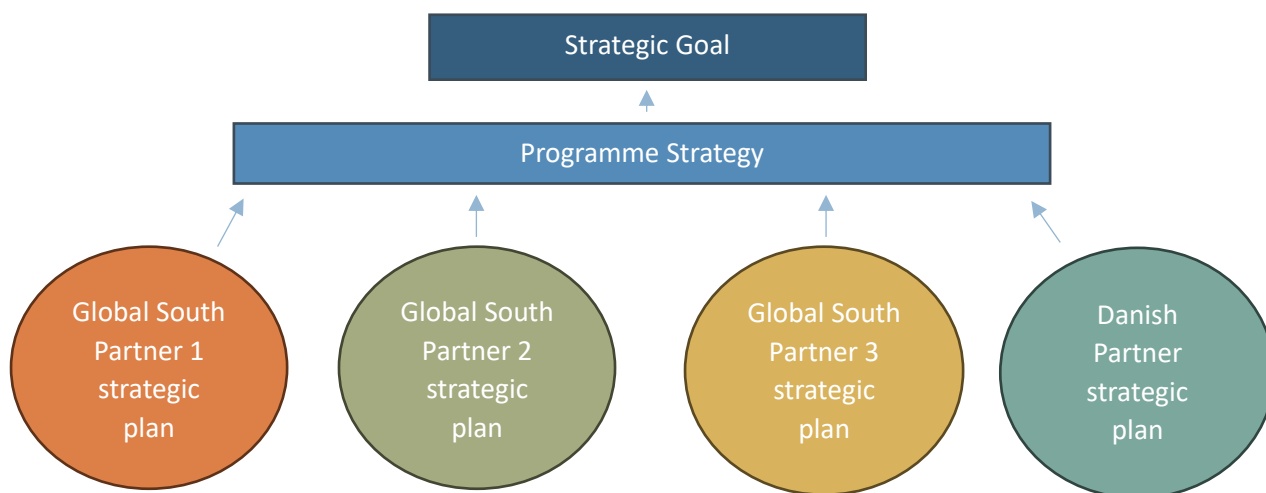 Strategic Goal
Programme Strategy
Global South
Partner 1
strategic
plan
Global South
Partner 2
strategic
plan
Global South
Partner 3
strategic
plan
Danish
Partner
strategic
plan